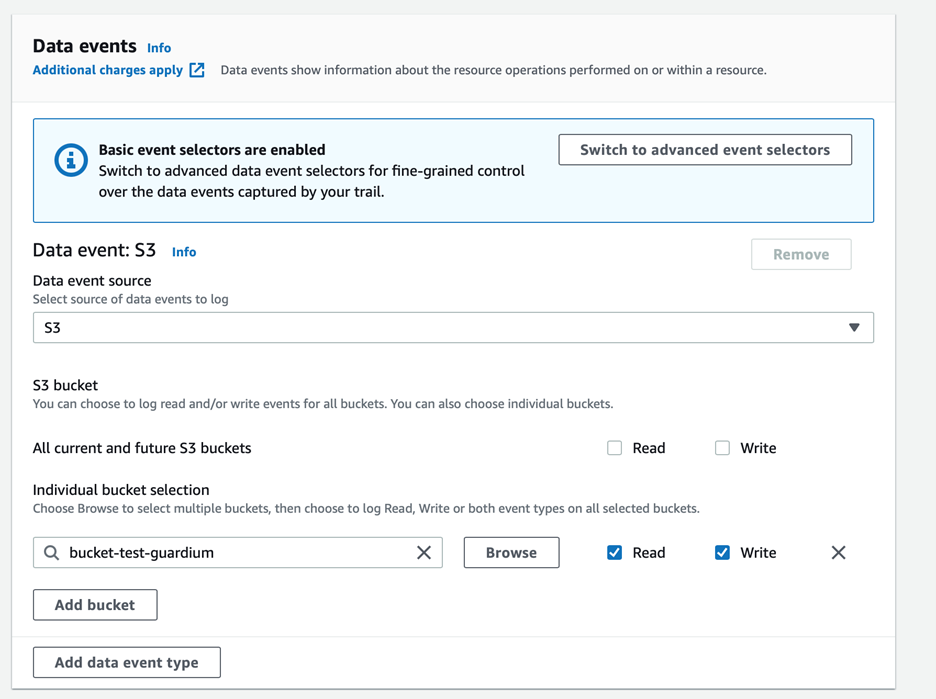 Data events Info
Additional charges apply Data events show information about the resource operations performed on or within a resource.
Basic event selectors are enabled
Switch to advanced data event selectors for fine-grained control
over the data events captured by your trail.
Switch to advanced event selectors
Data event: S3 Info
Remove
Data event source
Select source of data events to log
S3
S3 bucket
You can choose to log read and/or write events for all buckets. You can also choose individual buckets.
All current and future S3 buckets Read Write
Individual bucket selection
Choose Browse to select multiple buckets, then choose to log Read, Write or both event types on all selected buckets.
bucket-test-guardium Browse Read Write
Add bucket
Add data event type